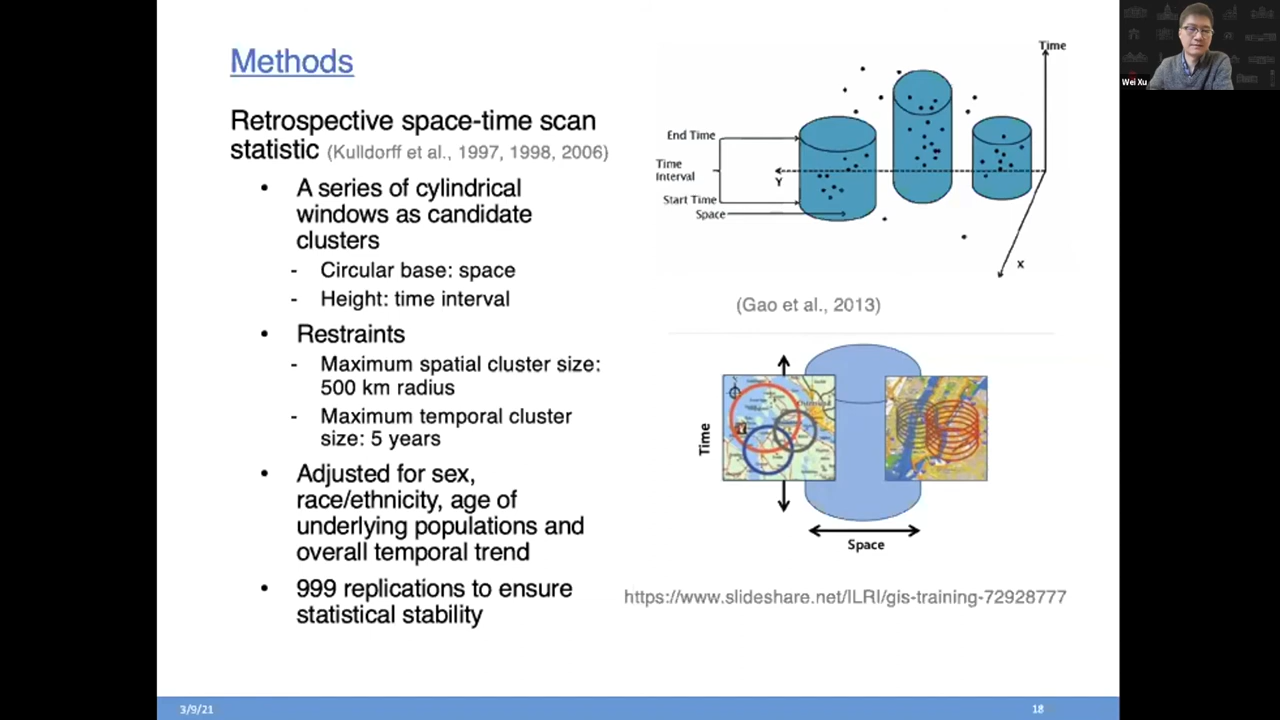 Methods
Retrospective space-time scan
statistic (Kulldorff et al., 1997, 1998, 2006)
• A series of cylindrical
windows as candidate
clusters
- Circular base: space
- Height: time interval
• Restraints
- Maximum spatial cluster size:
500 km radius
- Maximum temporal cluster
size: 5 years
• Adjusted for sex,
race/ethnicity, age of
underlying populations and
overall temporal trend
• 999 replications to ensure
statistical stability
Time
End Time
Time
Interval
Y
Start Time
Space
X
(Gao et al., 2013)
Time
Space
https://www.slideshare.net/ILRI/gis-training-72928777
3/9/21
18
Wei Xu